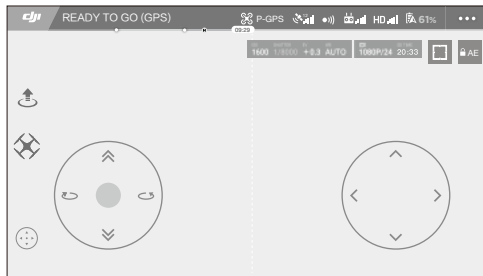 dji READY TO GO (GPS) P-GPS HD 61%
09:29
1600 1/8000 +0.3 AUTO 1080P/24 20:33 AE